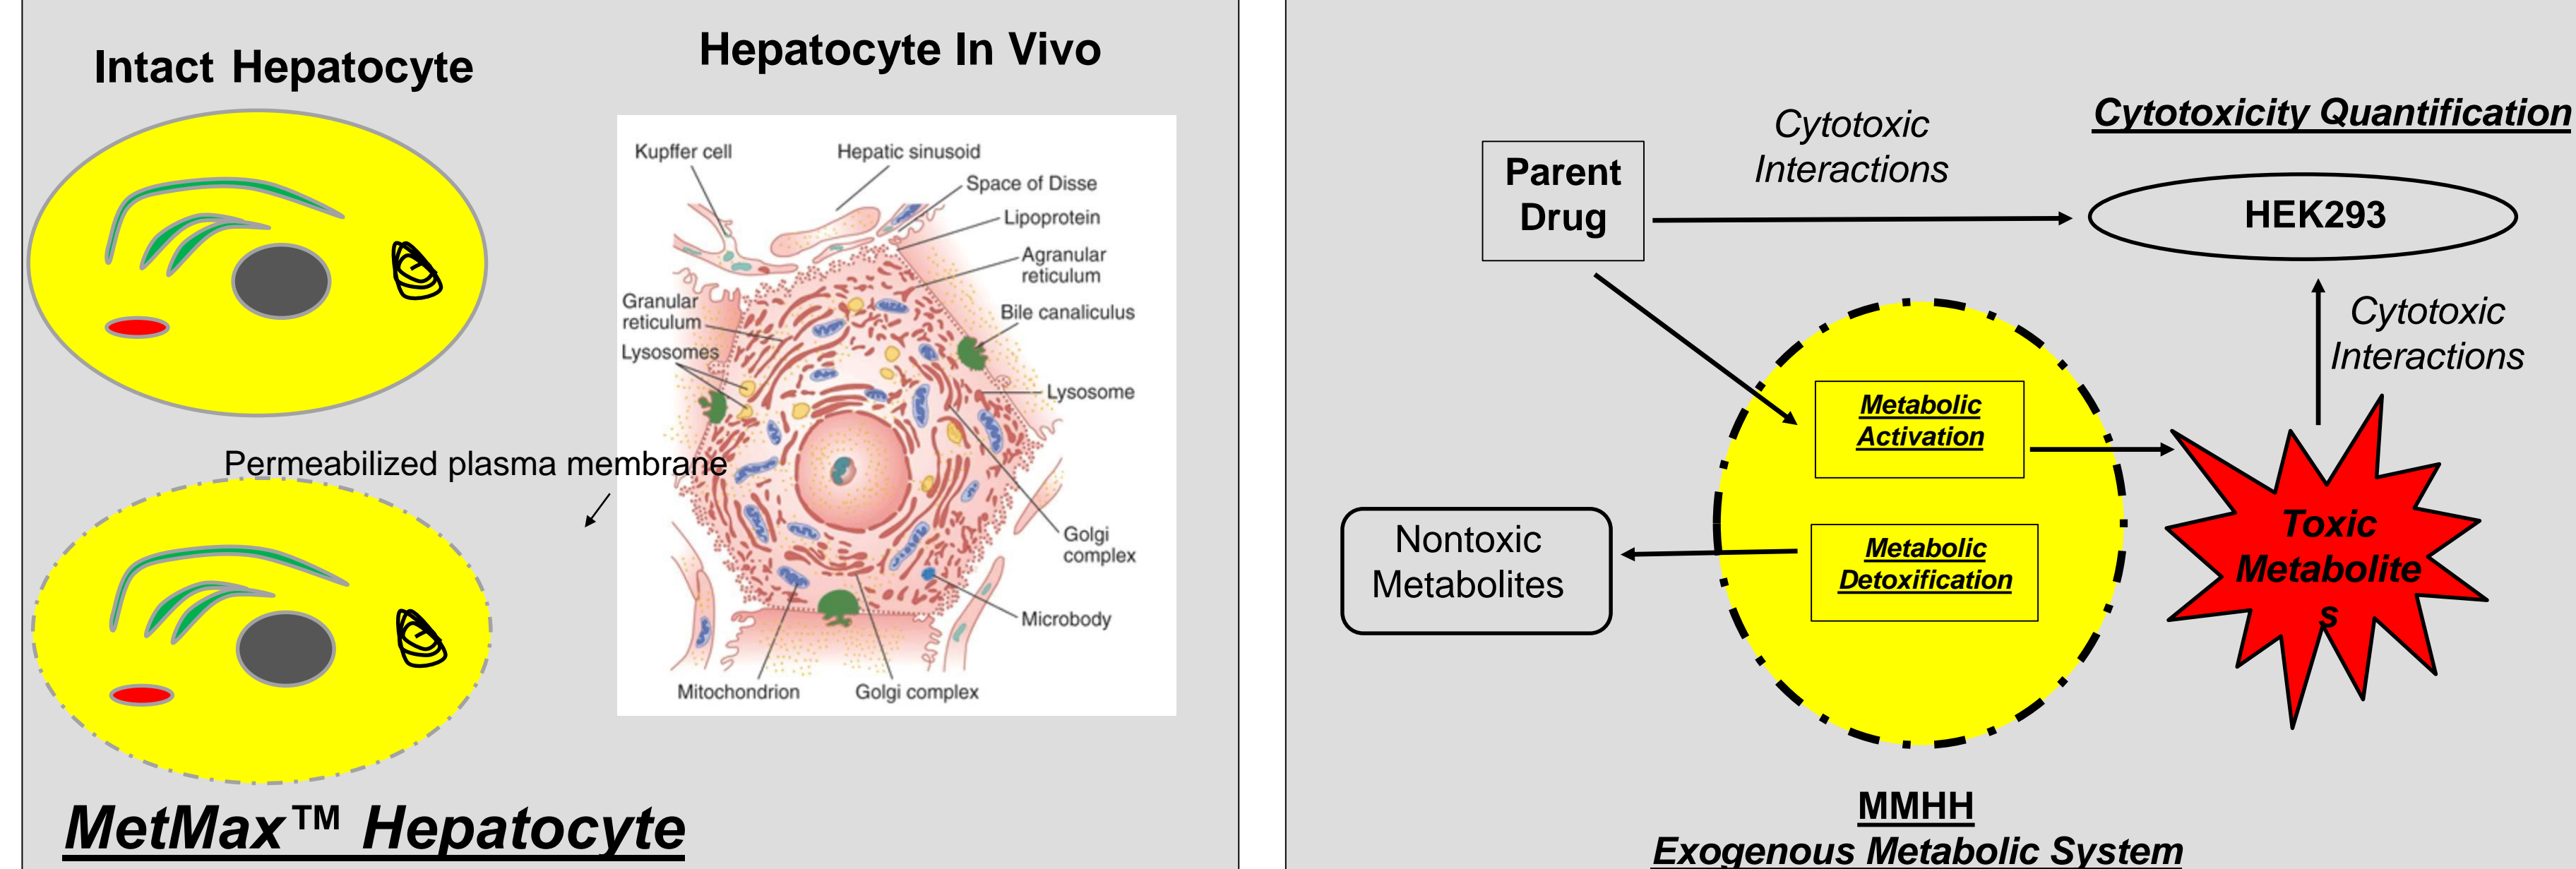 Intact Hepatocyte
Hepatocyte In Vivo
Kupffer cell
Hepatic sinusoid
Space of Disse
Lipoprotein
Agranular
reticulum
Granular
reticulum
Bile canaliculus
Lysosomes
Lysosome
Permeabilized plasma membrane
Golgi
complex
Microbody
Mitochondrion
Golgi complex
MetMax™ Hepatocyte
Cytotoxicity Quantification
Cytotoxic
Interactions
Parent
Drug
HEK293
Cytotoxic
Interactions
Metabolic
Activation
Nontoxic
Metabolites
Metabolic
Detoxification
Toxic
Metabolite
s
MMHH
Exogenous Metabolic System